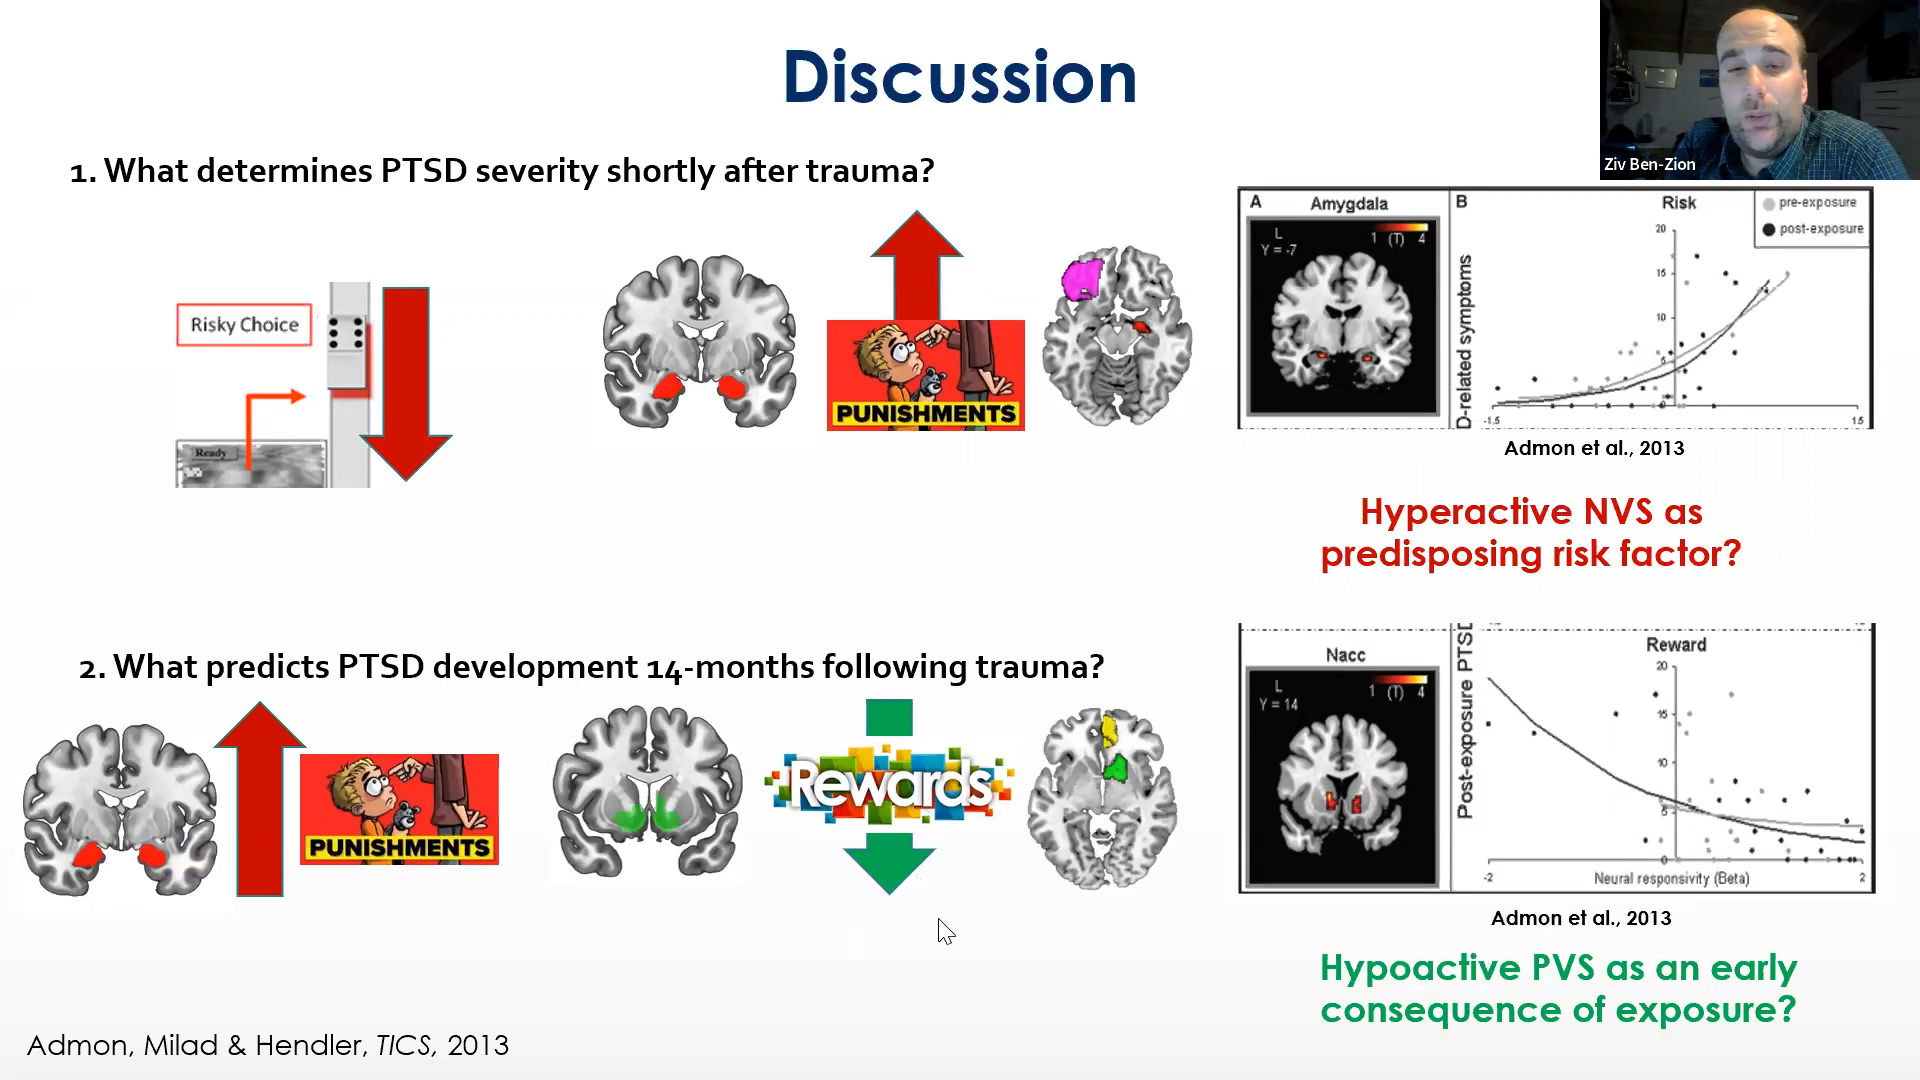 Discussion
Ziv Ben-Zion
1. What determines PTSD severity shortly after trauma?
Risky Choice
Ready
PUNISHMENTS
A
Amygdala
L
Y = -7
1 (T) 4
B
Risk
pre-exposure
post-exposure
D-related symptoms
20
15
10
5
0
-1.5
1.5
Admon et al., 2013
Hyperactive NVS as
predisposing risk factor?
2. What predicts PTSD development 14-months following trauma?
PUNISHMENTS
Rewards
Nacc
L
Y = 14
1 (T) 4
Reward
Post-exposure PTSD
20
15
10
5
0
-2
Neural responsivity (Beta)
2
Admon et al., 2013
Hypoactive PVS as an early
consequence of exposure?
Admon, Milad & Hendler, TICS, 2013